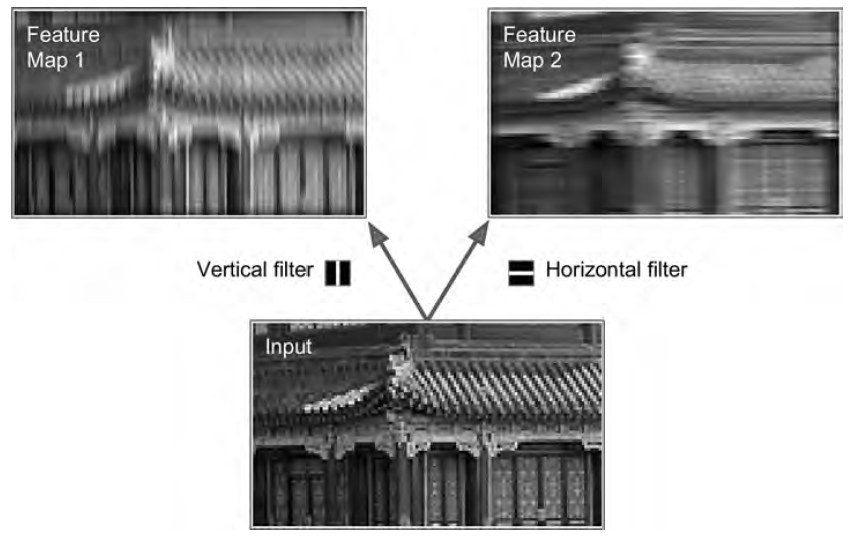 Feature
Map 1
Feature
Map 2
Vertical filter
Horizontal filter
Input